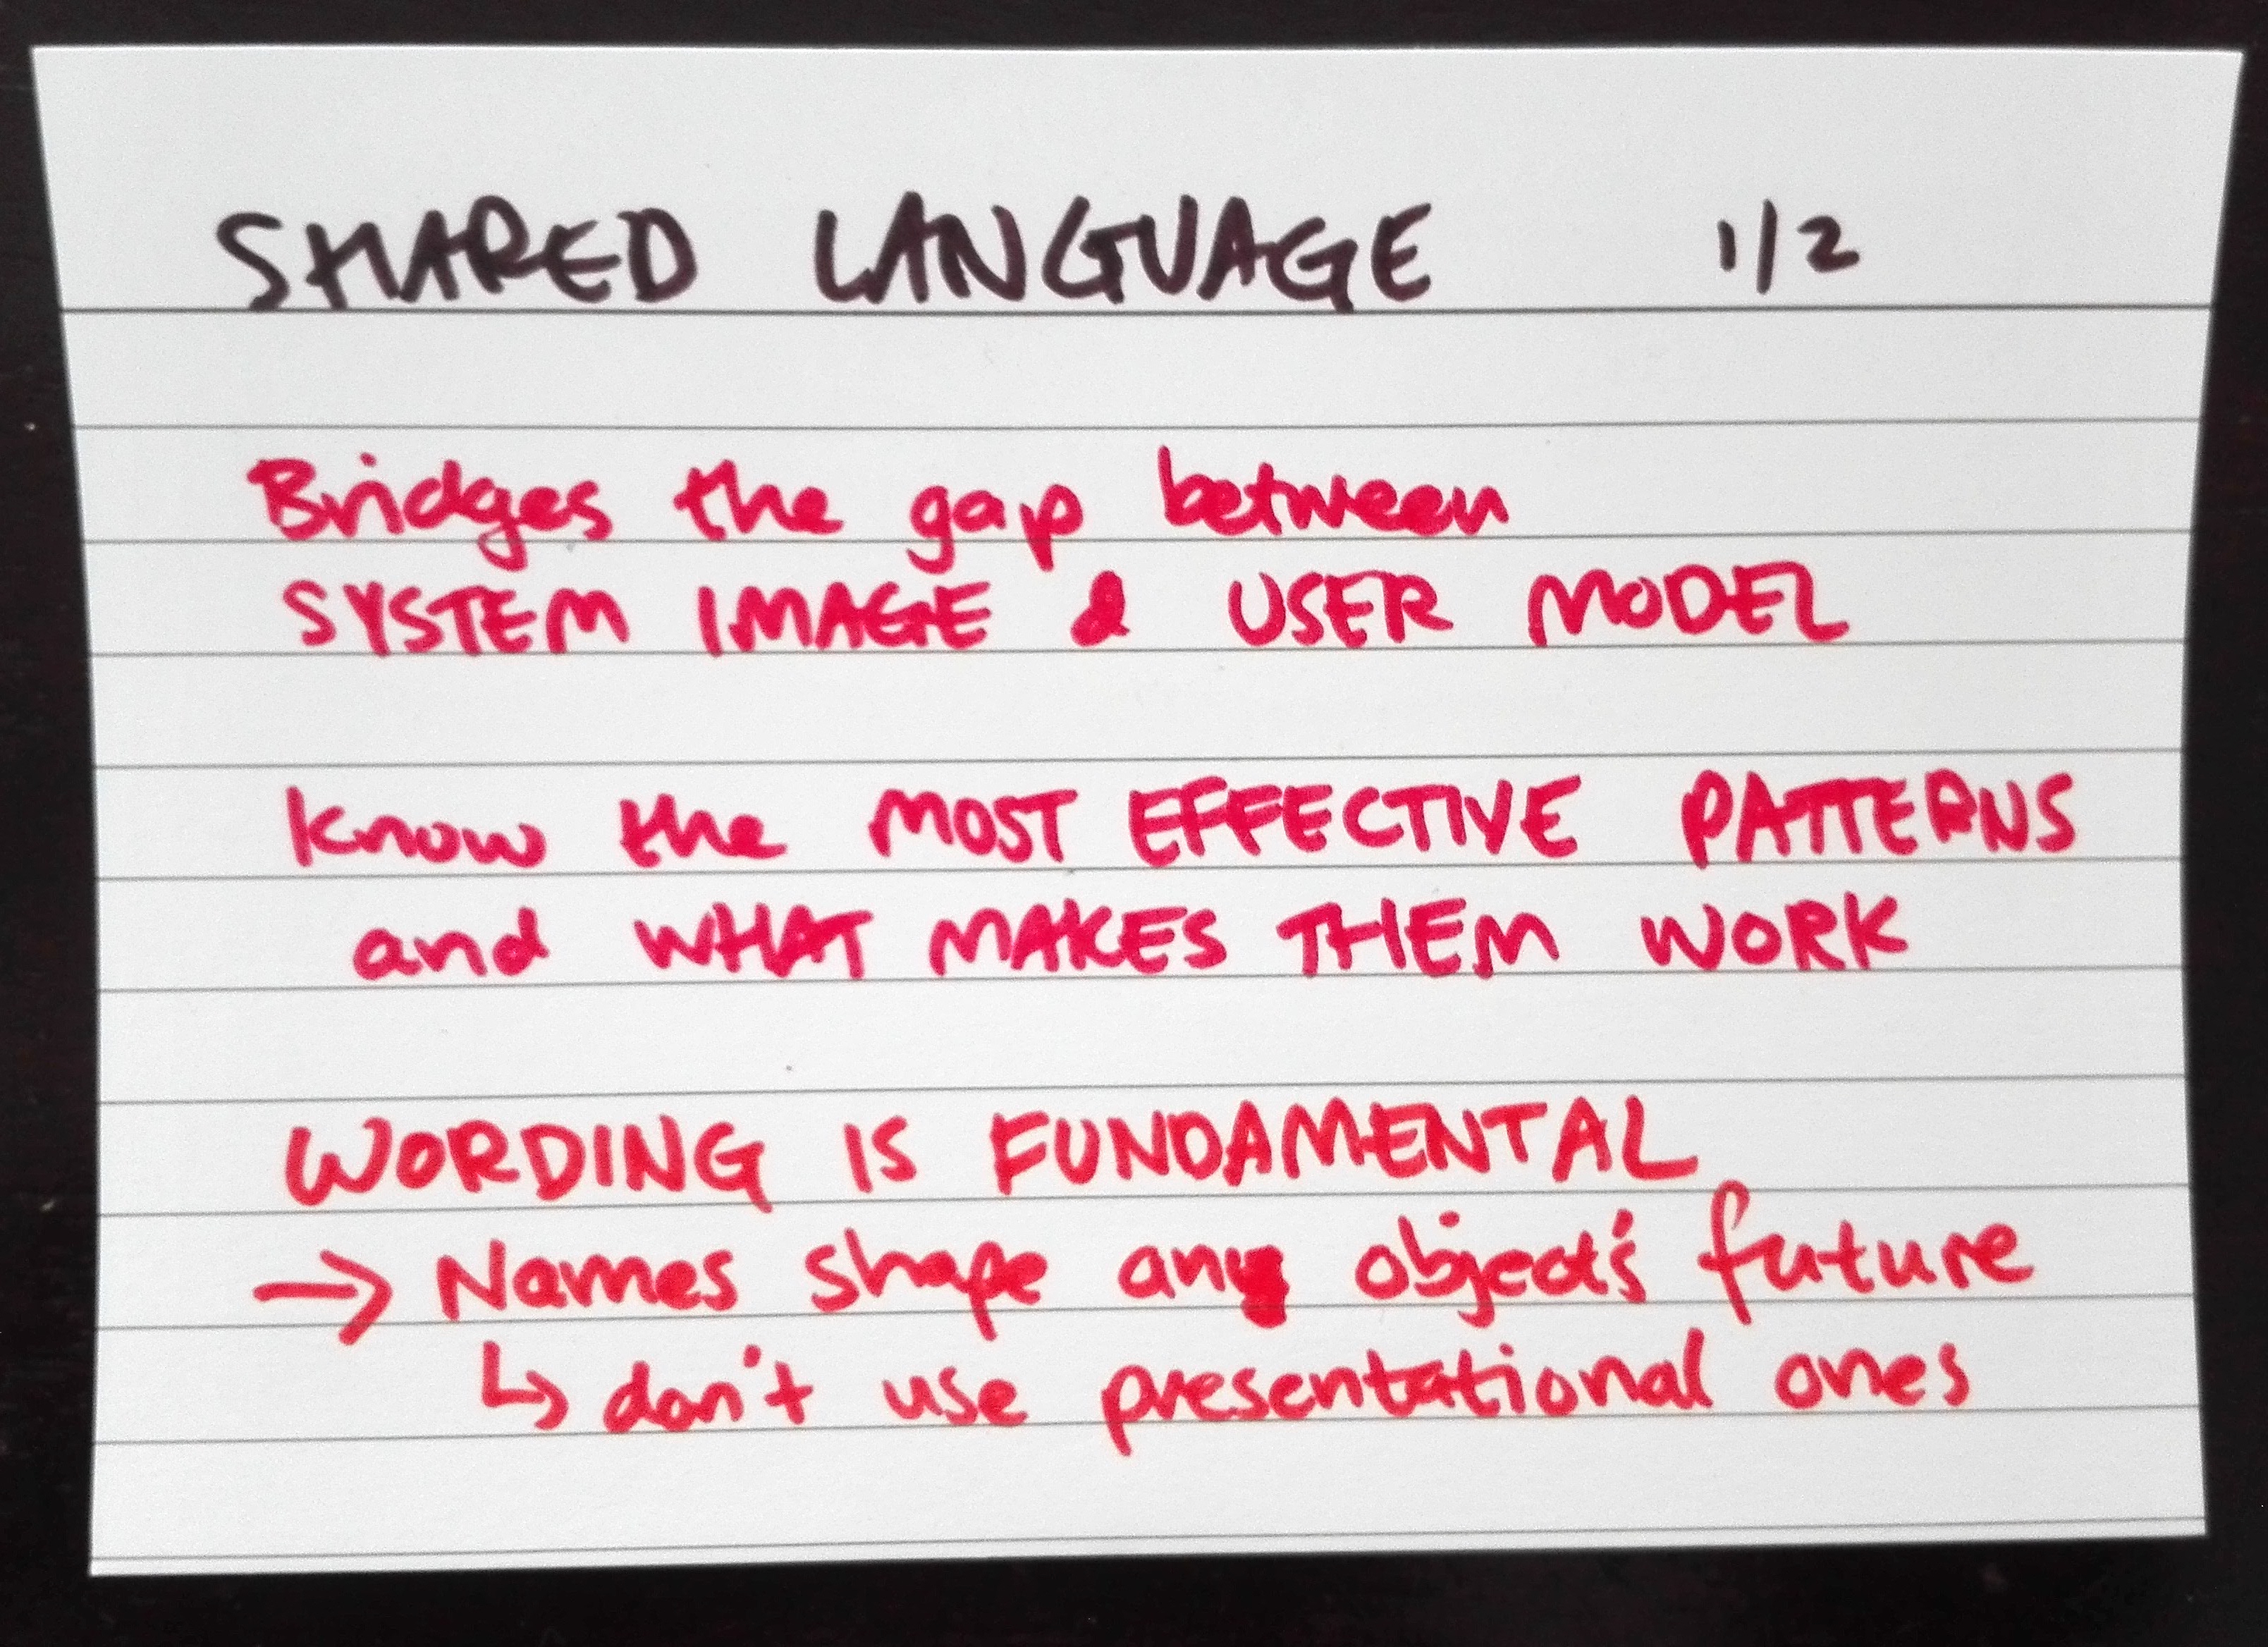 SHARED LANGUAGE 1/2
Bridges the gap between
SYSTEM IMAGE & USER MODEL
Know the MOST EFFECTIVE PATTERNS
and WHAT MAKES THEM WORK
WORDING IS FUNDAMENTAL
→ Names shape any object's future
↳ don't use presentational ones